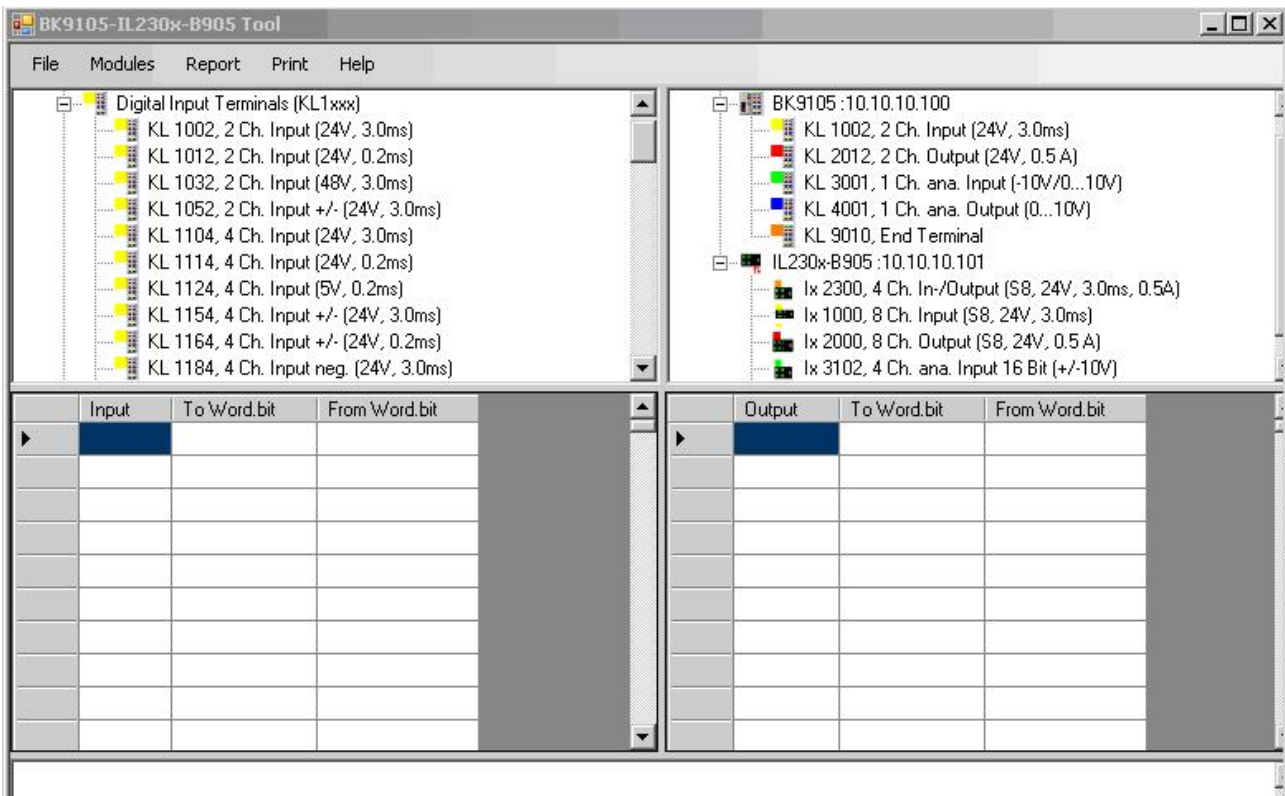 BK9105-IL230x-B905 Tool
File Modules Report Print Help
Digital Input Terminals (KL1xxx)
KL 1002, 2 Ch. Input (24V, 3.0ms)
KL 1012, 2 Ch. Input (24V, 0.2ms)
KL 1032, 2 Ch. Input (48V, 3.0ms)
KL 1052, 2 Ch. Input +/- (24V, 3.0ms)
KL 1104, 4 Ch. Input (24V, 3.0ms)
KL 1114, 4 Ch. Input (24V, 0.2ms)
KL 1124, 4 Ch. Input (5V, 0.2ms)
KL 1154, 4 Ch. Input +/- (24V, 3.0ms)
KL 1164, 4 Ch. Input +/- (24V, 0.2ms)
KL 1184, 4 Ch. Input neg. (24V, 3.0ms)
BK9105 :10.10.10.100
KL 1002, 2 Ch. Input (24V, 3.0ms)
KL 2012, 2 Ch. Output (24V, 0.5 A)
KL 3001, 1 Ch. ana. Input (-10V/0...10V)
KL 4001, 1 Ch. ana. Output (0...10V)
KL 9010, End Terminal
IL230x-B905 :10.10.10.101
Ix 2300, 4 Ch. In-/Output (S8, 24V, 3.0ms, 0.5A)
Ix 1000, 8 Ch. Input (S8, 24V, 3.0ms)
Ix 2000, 8 Ch. Output (S8, 24V, 0.5 A)
Ix 3102, 4 Ch. ana. Input 16 Bit (+/-10V)
Input To Word.bit From Word.bit
Output To Word.bit From Word.bit